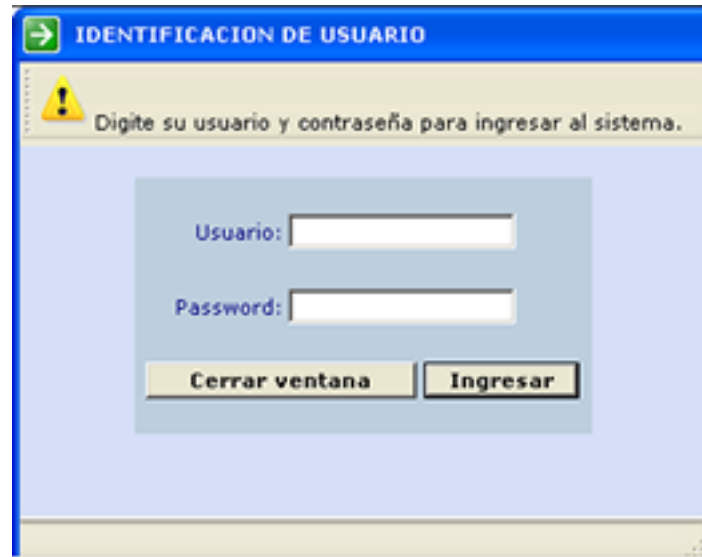 IDENTIFICACION DE USUARIO
Digite su usuario y contraseña para ingresar al sistema.
Usuario:
Password:
Cerrar ventana Ingresar